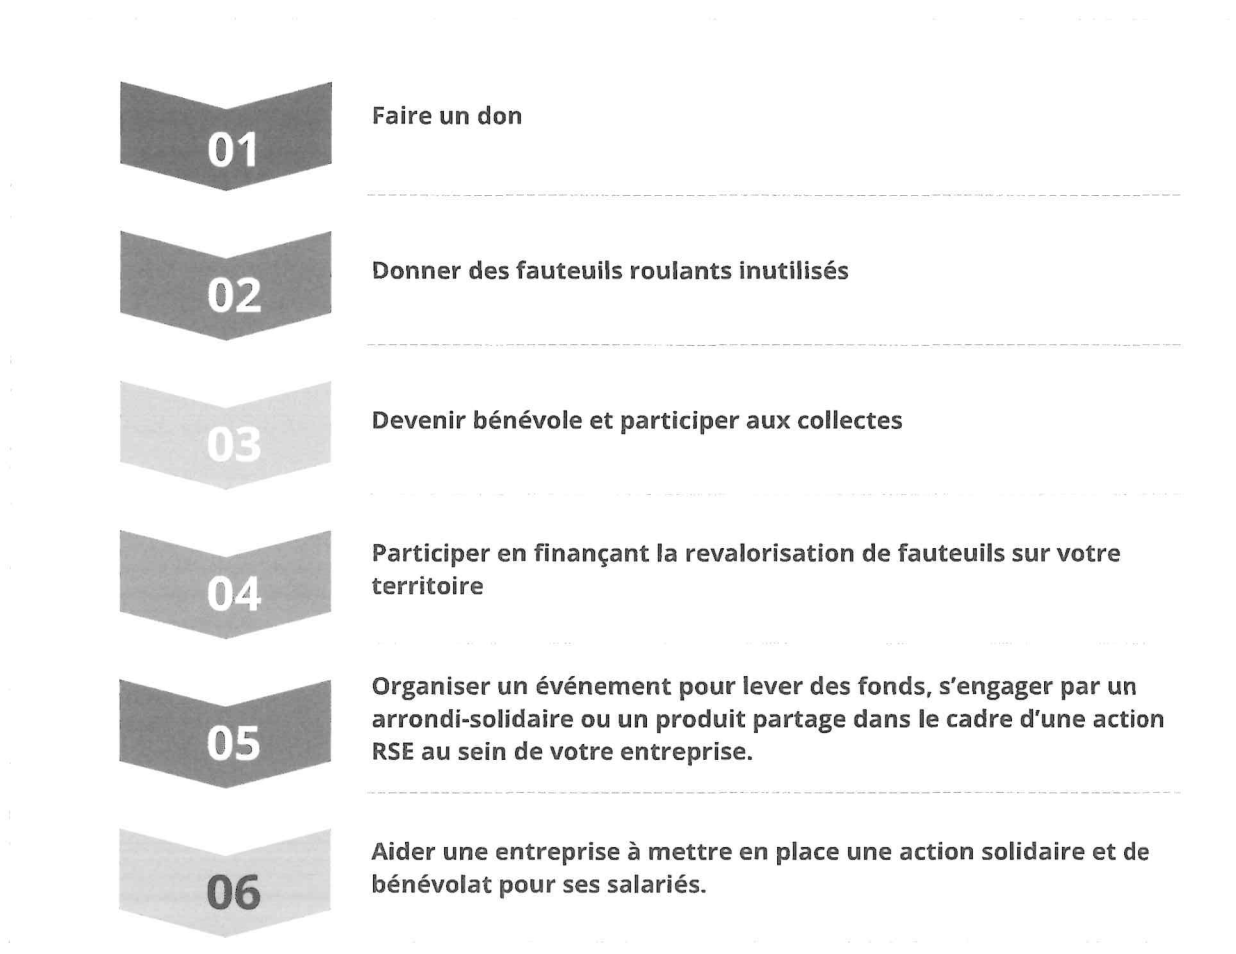 01
Faire un don
02
Donner des fauteuils roulants inutilisés
03
Devenir bénévole et participer aux collectes
04
Participer en finançant la revalorisation de fauteuils sur votre
territoire
05
Organiser un événement pour lever des fonds, s'engager par un
arrondi-solidaire ou un produit partage dans le cadre d'une action
RSE au sein de votre entreprise.
06
Aider une entreprise à mettre en place une action solidaire et de
bénévolat pour ses salariés.